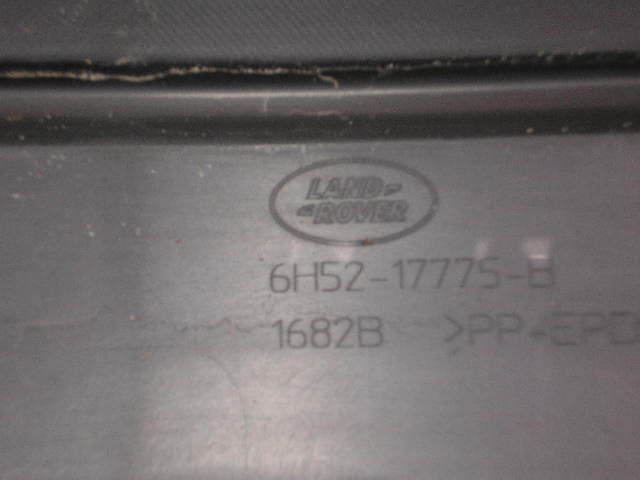 LAND
ROVER
6H52-17775-B
1682B >PP-EPD